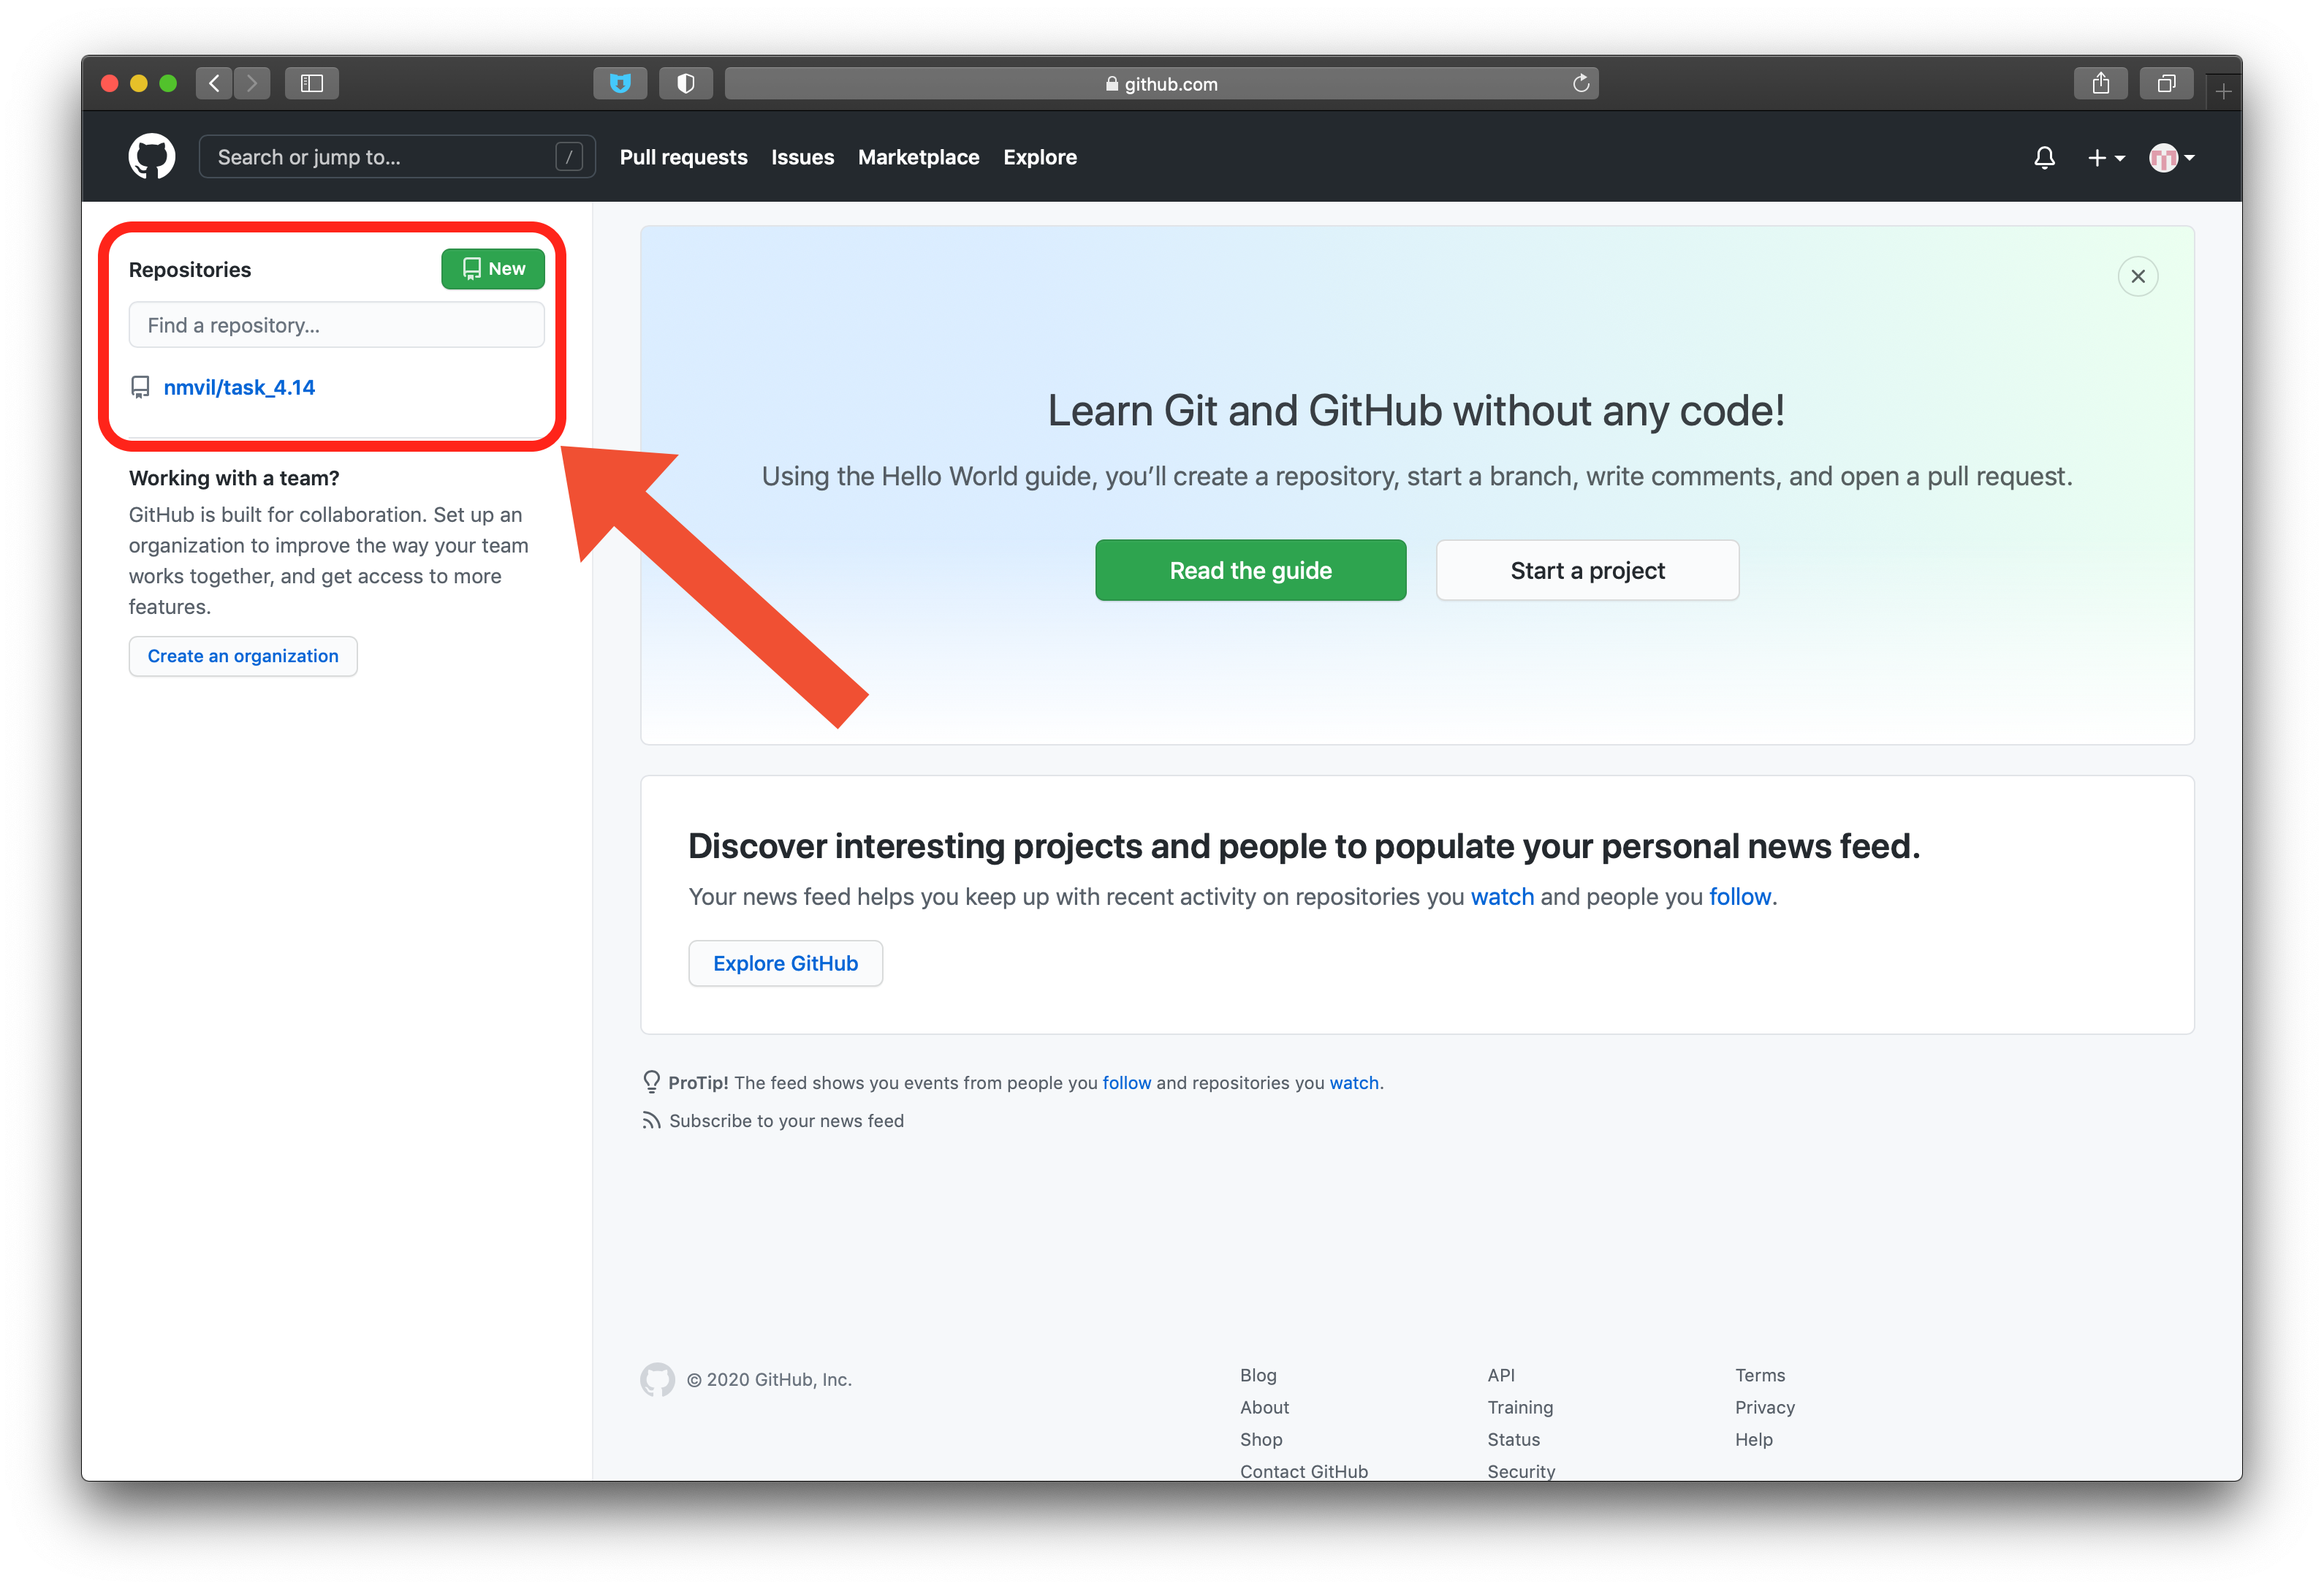 github.com
Search or jump to... /
Pull requests Issues Marketplace Explore
Repositories
New
Find a repository...
nmvil/task_4.14
Working with a team?
GitHub is built for collaboration. Set up an
organization to improve the way your team
works together, and get access to more
features.
Create an organization
Learn Git and GitHub without any code!
Using the Hello World guide, you’ll create a repository, start a branch, write comments, and open a pull request.
Read the guide
Start a project
Discover interesting projects and people to populate your personal news feed.
Your news feed helps you keep up with recent activity on repositories you watch and people you follow.
Explore GitHub
ProTip! The feed shows you events from people you follow and repositories you watch.
Subscribe to your news feed
© 2020 GitHub, Inc.
Blog
About
Shop
Contact GitHub
API
Training
Status
Security
Terms
Privacy
Help